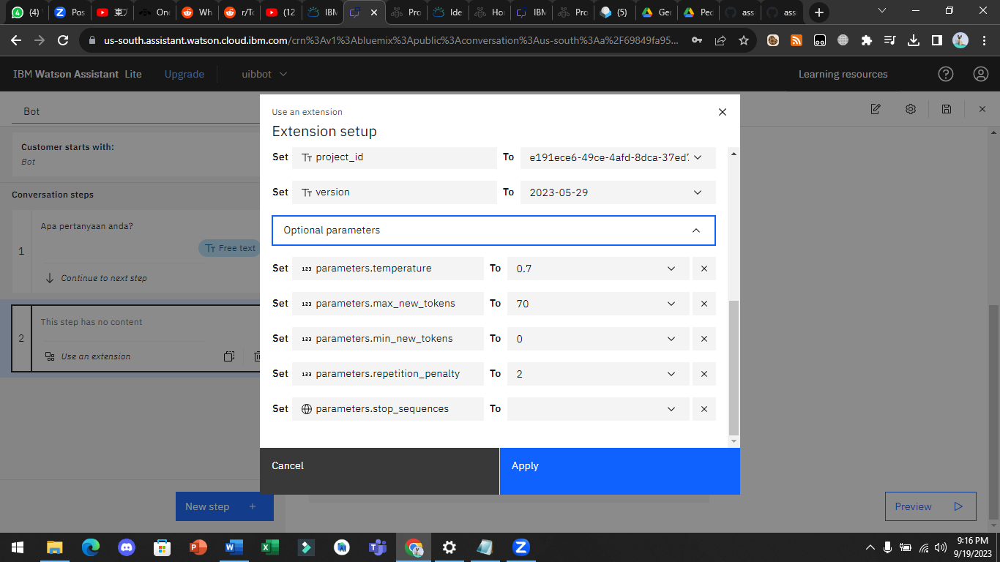 (4)
Pos
東方
On
Wh
r/To
(12
IBM
Pro
Ide
Ho
IBM
Pro
(5)
Ger
Pec
ass
ass
us-south.assistant.watson.cloud.ibm.com/crn%3Av1%3Abluemix%3Apublic%3Aconversation%3Aus-south%3Aa%2F69849fa95...
IBM Watson Assistant Lite
Upgrade
uibbot
Learning resources
Bot
Customer starts with:
Bot
Conversation steps
1
Apa pertanyaan anda?
Free text
Continue to next step
2
This step has no content
Use an extension
New step +
Preview
Use an extension
Extension setup
Set project_id To e191ece6-49ce-4afd-8dca-37ed7
Set version To 2023-05-29
Optional parameters
Set 123 parameters.temperature To 0.7
Set 123 parameters.max_new_tokens To 70
Set 123 parameters.min_new_tokens To 0
Set 123 parameters.repetition_penalty To 2
Set parameters.stop_sequences To
Cancel
Apply
9:16 PM
9/19/2023